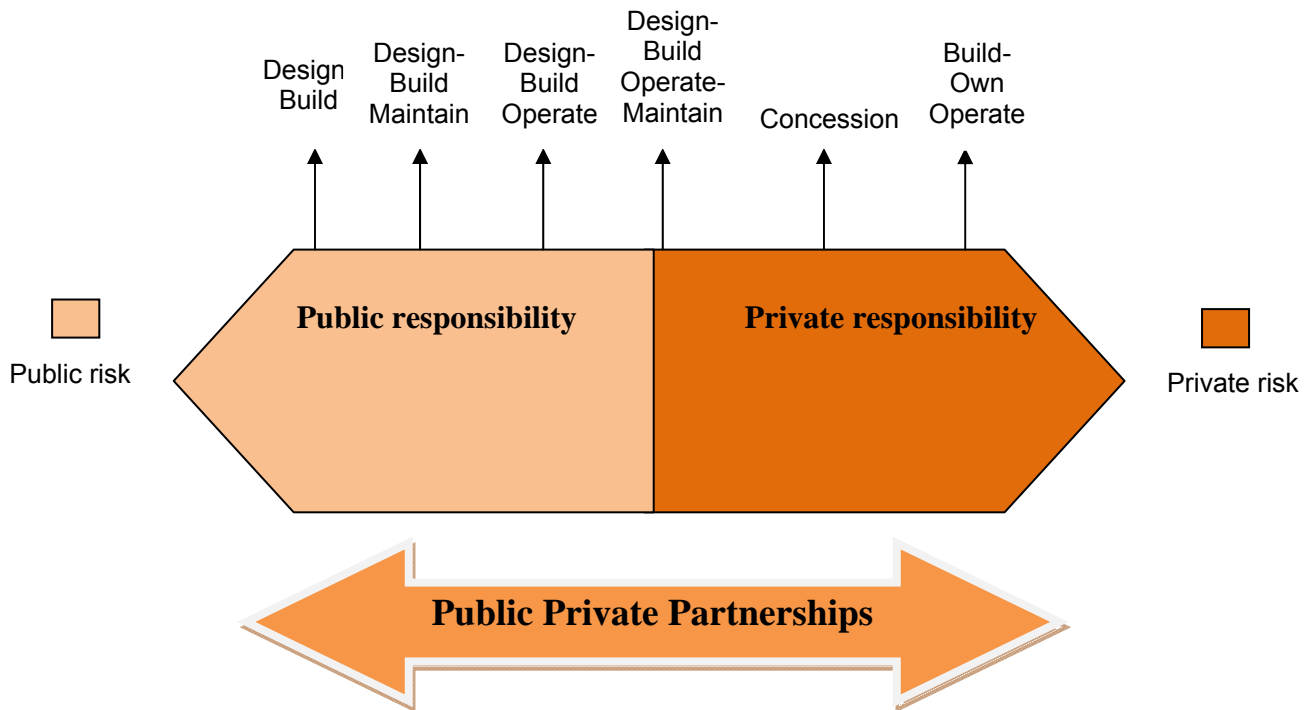 Design
Build
Design-
Build
Maintain
Design-
Build
Operate
Design-
Build
Operate-
Maintain
Concession
Build-
Own
Operate
Public responsibility
Private responsibility
Public risk
Private risk
Public Private Partnerships